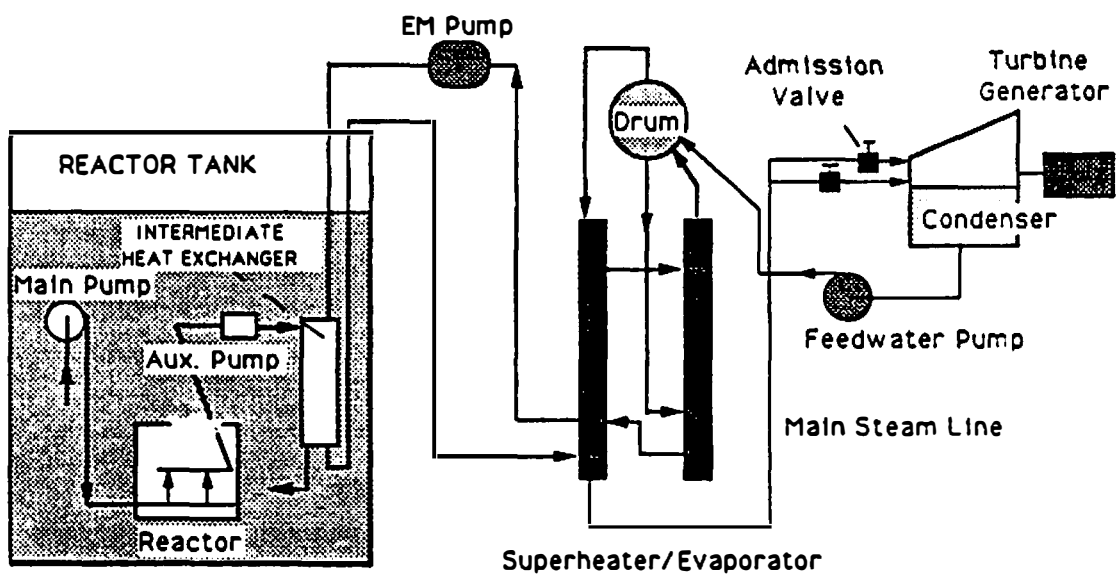 EM Pump
Admission
Valve
Turbine
Generator
Drum
REACTOR TANK
INTERMEDIATE
HEAT EXCHANGER
Main Pump
Condenser
Aux. Pump
Feedwater Pump
Main Steam Line
Reactor
Superheater/Evaporator